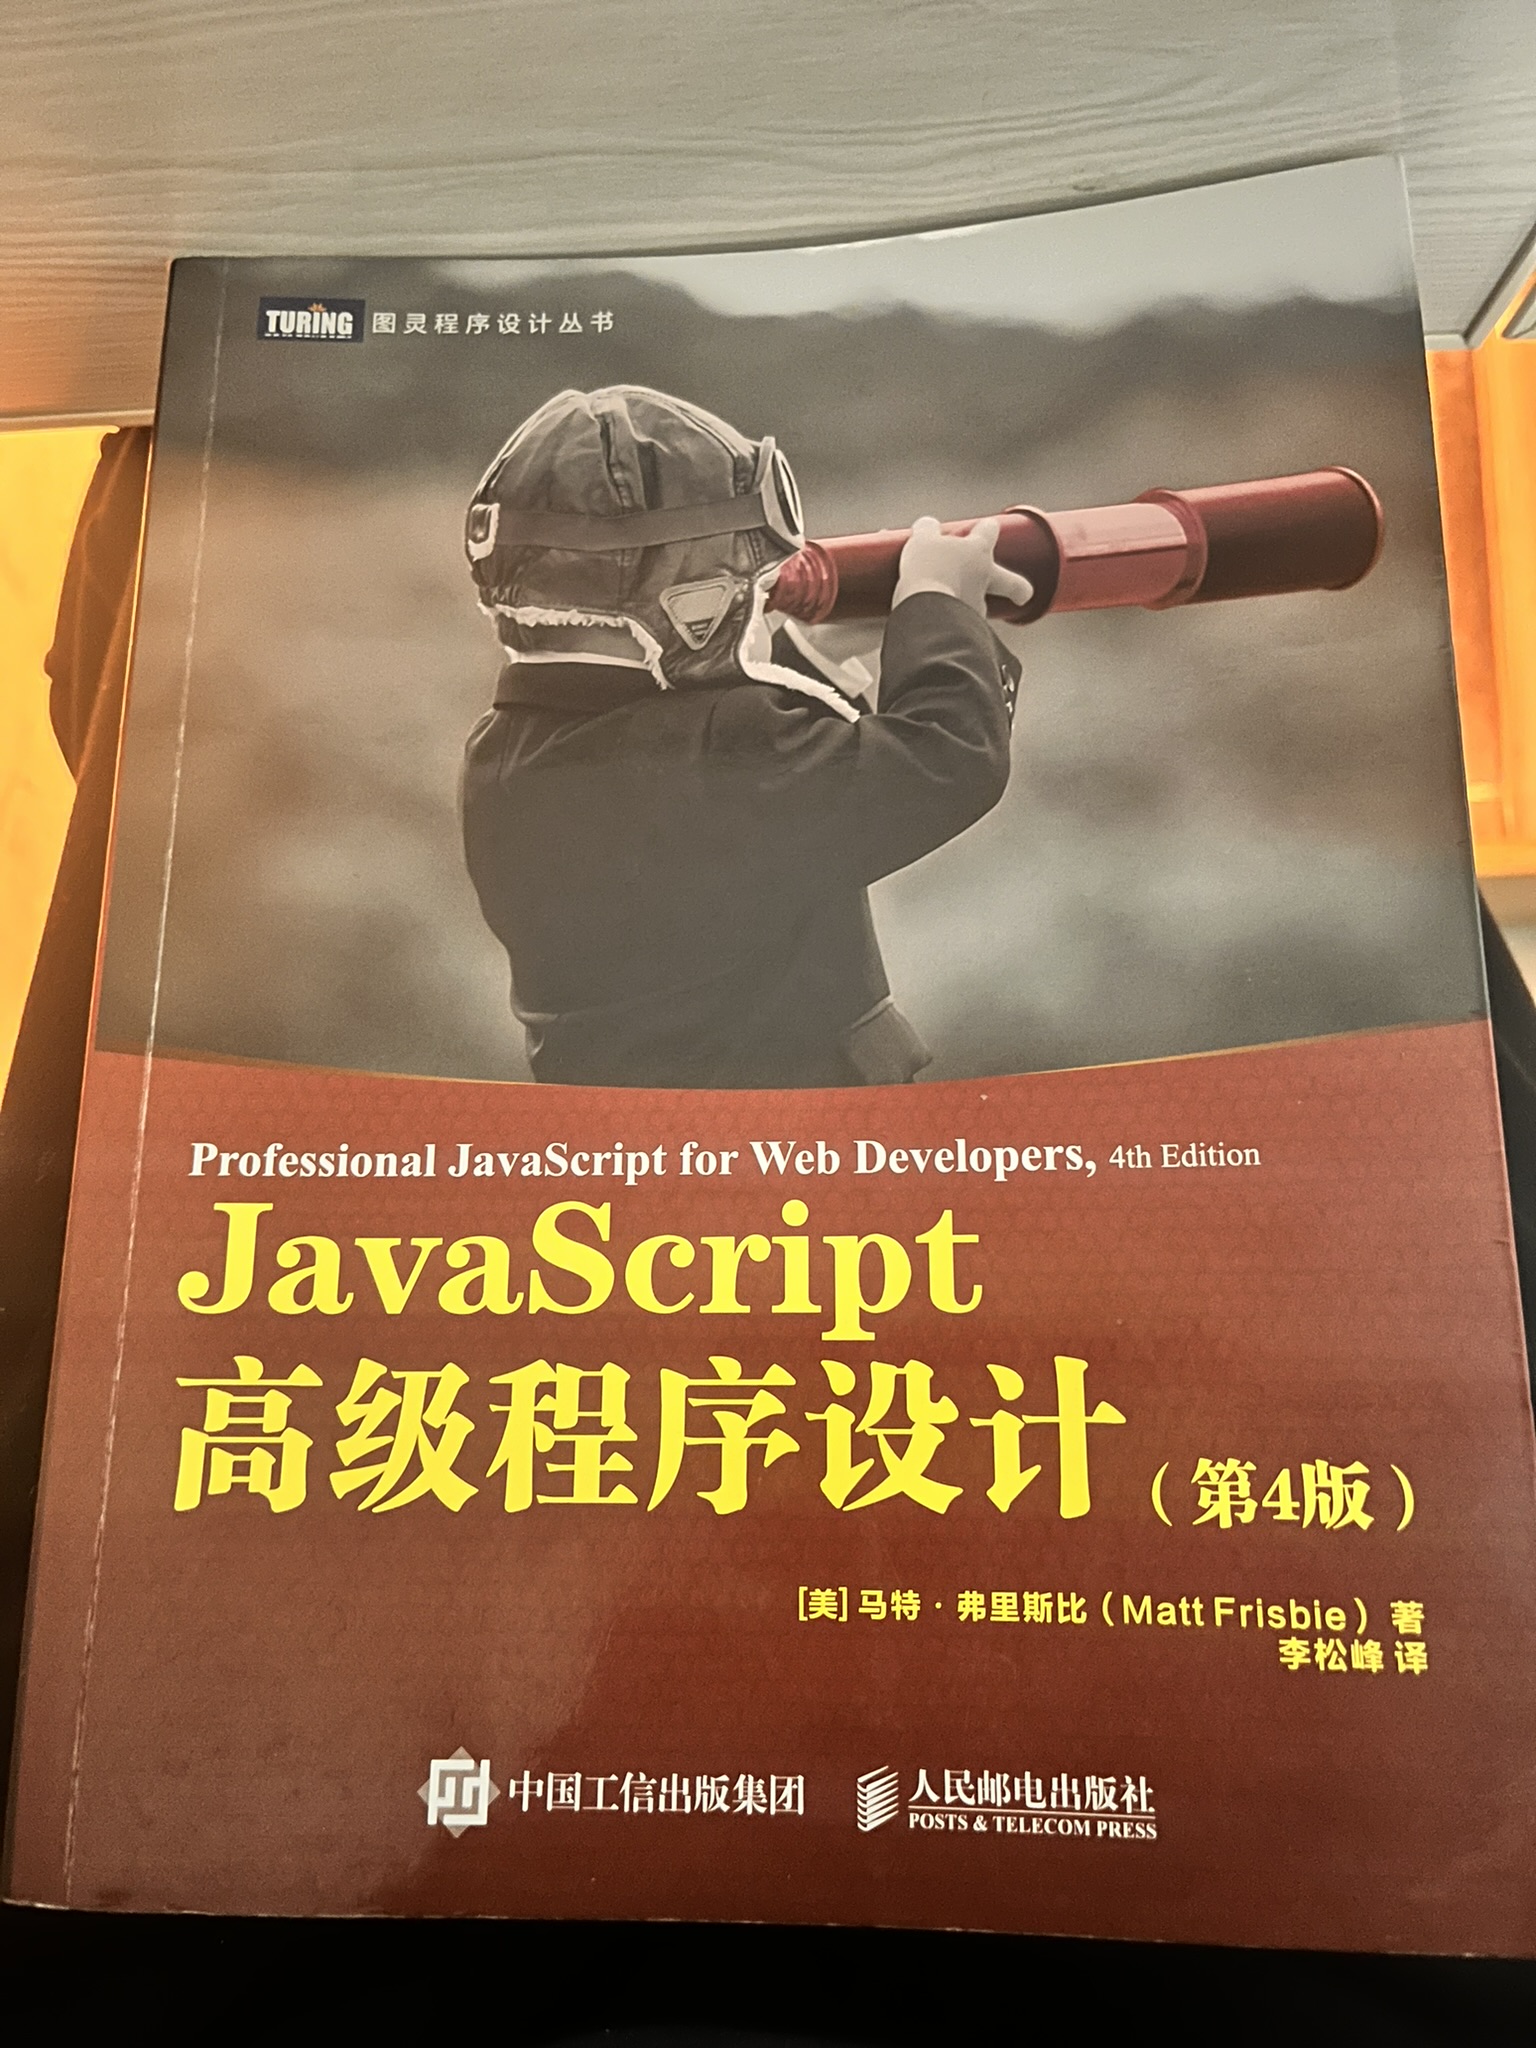 TURING 图灵程序设计丛书
Professional JavaScript for Web Developers, 4th Edition
JavaScript
高级程序设计（第4版）
[美] 马特·弗里斯比（Matt Frisbie）著
李松峰 译
中国工信出版集团
人民邮电出版社
POSTS & TELECOM PRESS